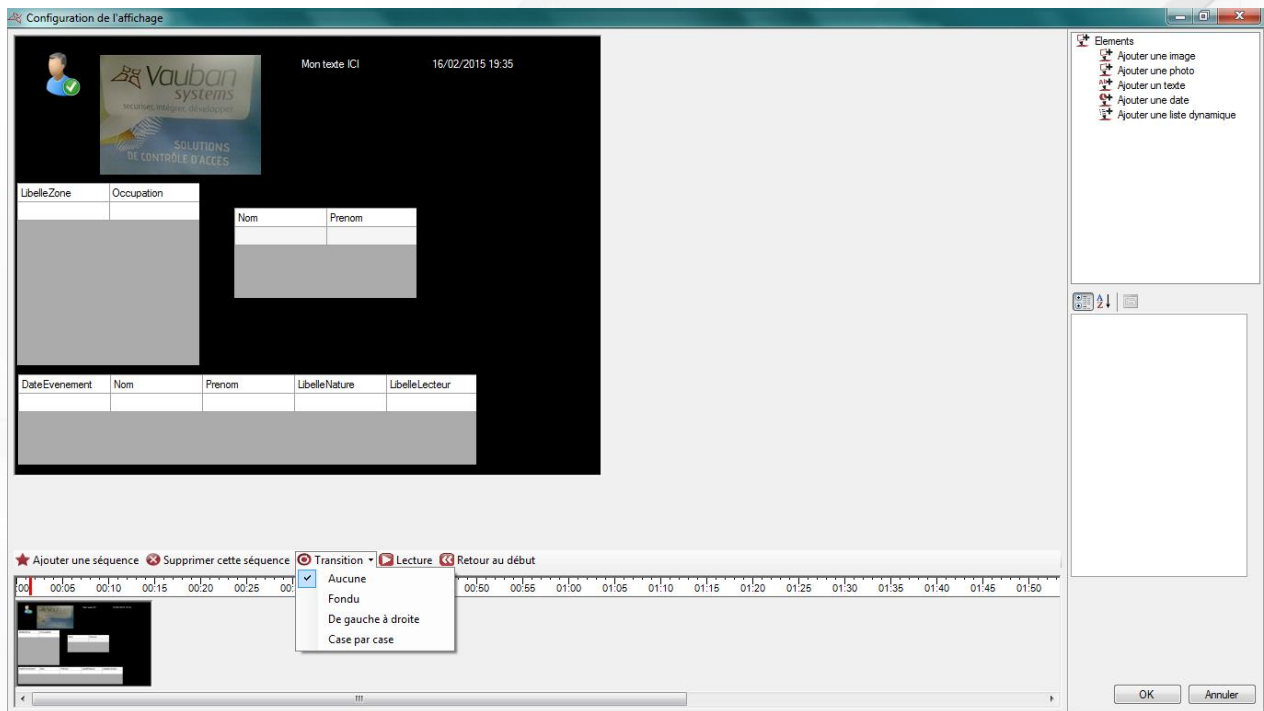 Configuration de l'affichage
Mon texte ICI 16/02/2015 19:35
Vauban
systems
sécuriser, intégrer, développer
SOLUTIONS
DE CONTRÔLE D'ACCÈS
LibelleZone Occupation
Nom Prenom
DateEvenement Nom Prenom LibelleNature LibelleLecteur
Elements
Ajouter une image
Ajouter une photo
Ajouter un texte
Ajouter une date
Ajouter une liste dynamique
Ajouter une séquence Supprimer cette séquence Transition Lecture Retour au début
:00 00:05 00:10 00:15 00:20 00:25 00: 00:50 00:55 01:00 01:05 01:10 01:15 01:20 01:25 01:30 01:35 01:40 01:45 01:50
Aucune
Fondu
De gauche à droite
Case par case
OK Annuler